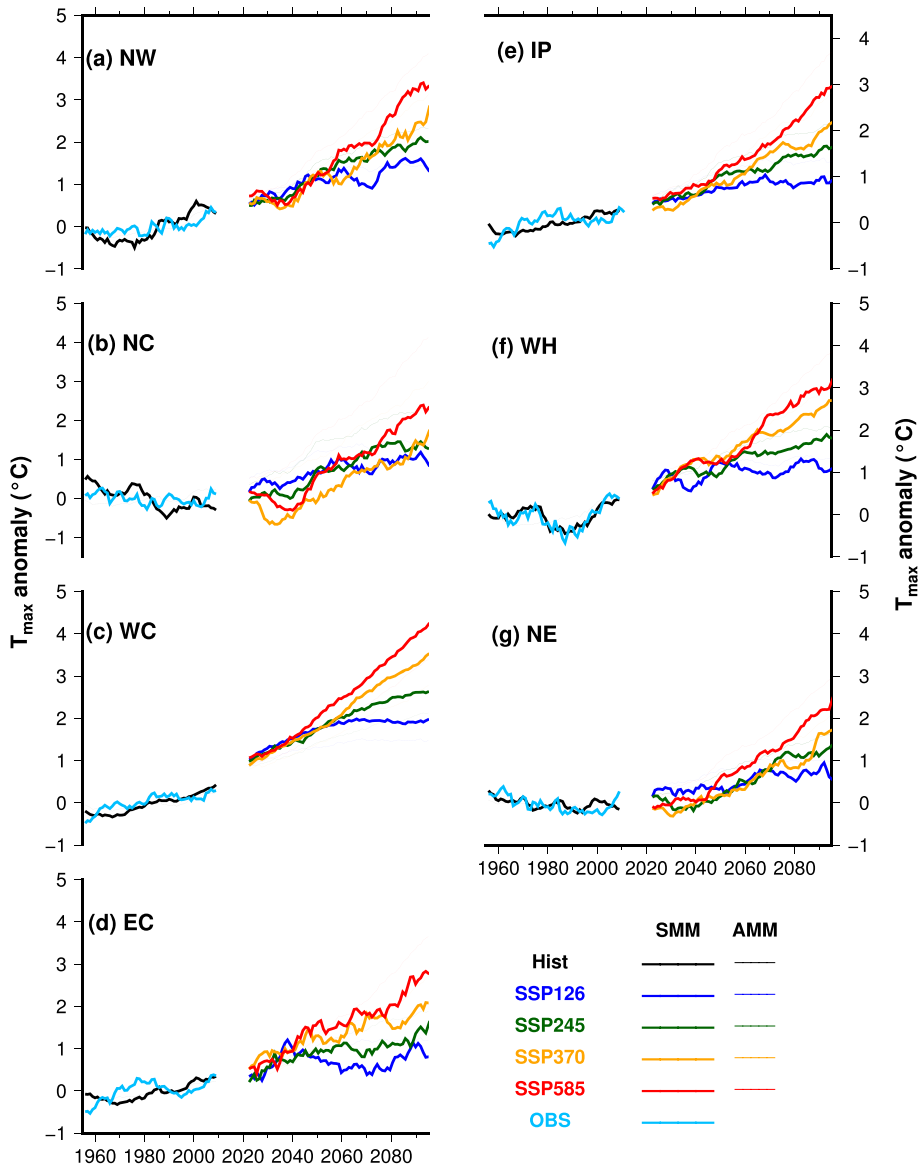 (a) NW
5
4
3
2
1
0
−1
(b) NC
5
4
3
2
1
0
−1
Tmax anomaly (°C)
(c) WC
5
4
3
2
1
0
−1
(d) EC
5
4
3
2
1
0
−1
1960 1980 2000 2020 2040 2060 2080
(e) IP
4
3
2
1
0
−1
(f) WH
5
4
3
2
1
0
−1
Tmax anomaly (°C)
(g) NE
5
4
3
2
1
0
−1
1960 1980 2000 2020 2040 2060 2080
SMM AMM
Hist
SSP126
SSP245
SSP370
SSP585
OBS